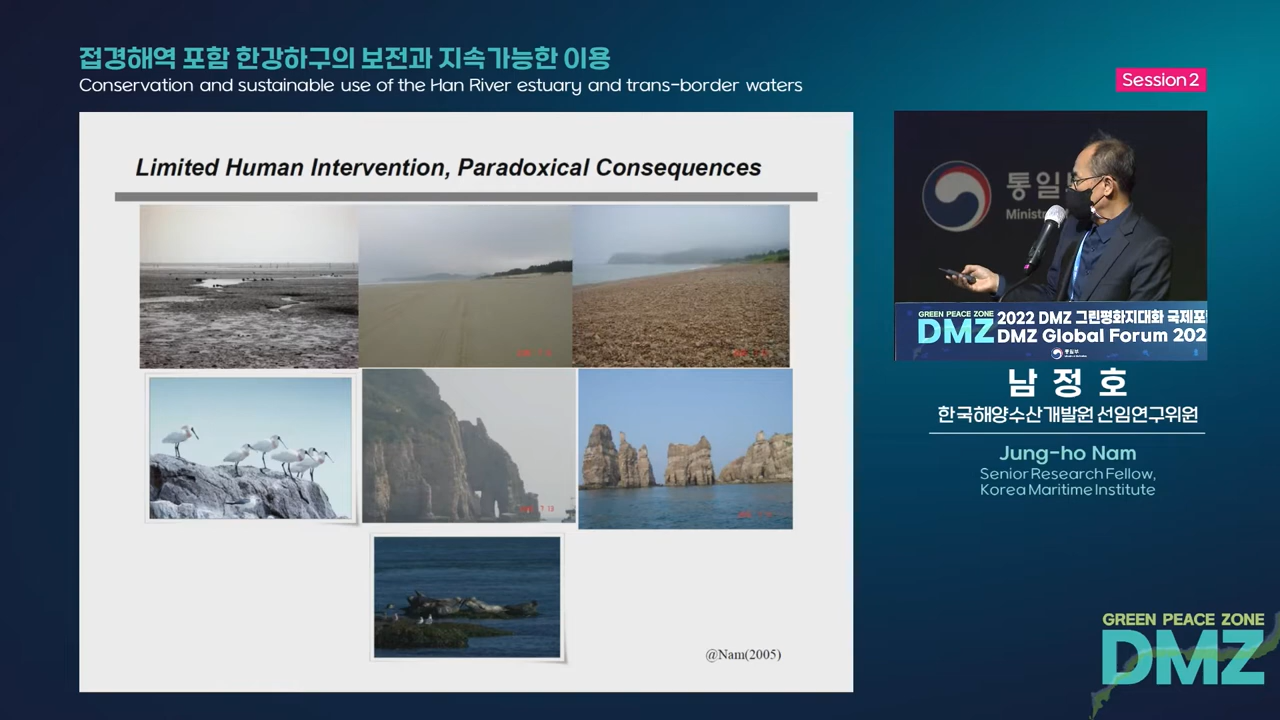 접경해역 포함 한강하구의 보전과 지속가능한 이용
Conservation and sustainable use of the Han River estuary and trans-border waters
Session 2
Limited Human Intervention, Paradoxical Consequences
@Nam(2005)
통일
Minist
GREEN PEACE ZONE
DMZ
2022 DMZ 그린평화지대화 국제포
DMZ Global Forum 202
통일부
남 정 호
한국해양수산개발원 선임연구위원
Jung-ho Nam
Senior Research Fellow,
Korea Maritime Institute
GREEN PEACE ZONE
DMZ